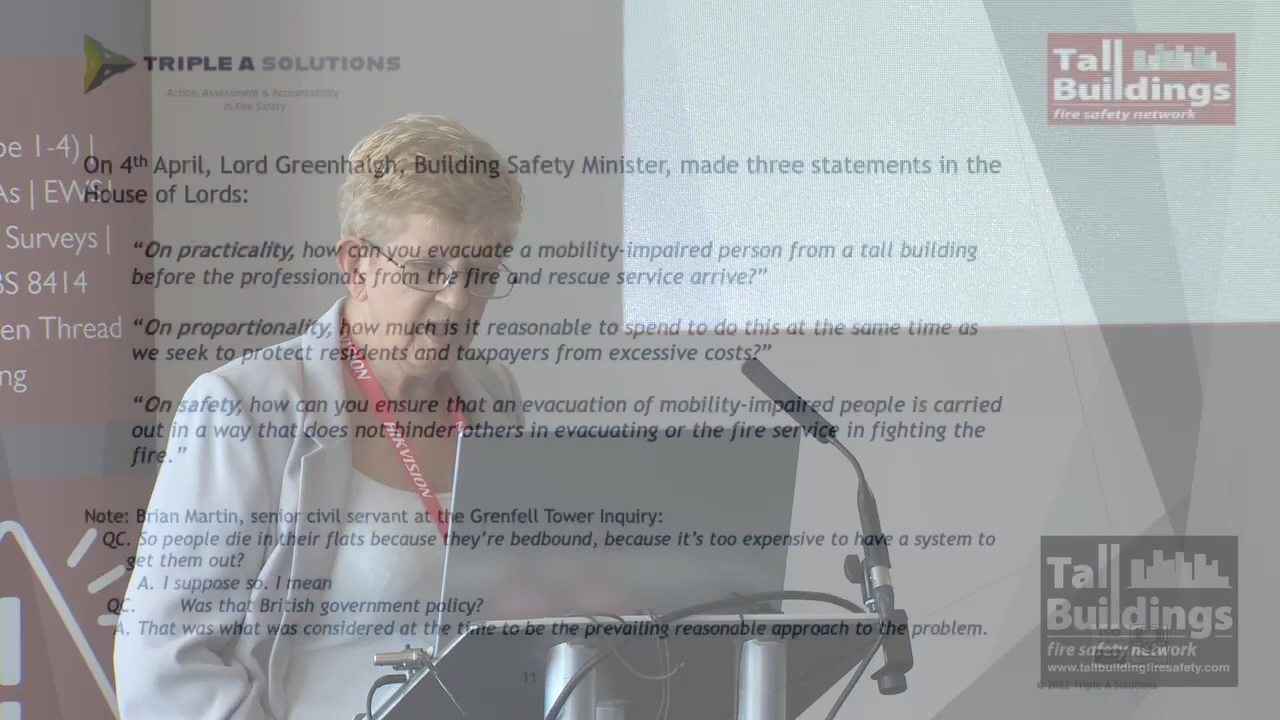 TRIPLE A SOLUTIONS
Action, Assessment & Accountability
in Fire Safety
Tall
Buildings
fire safety network
pe 1-4) |
As | EWS
Surveys |
BS 8414
en Thread
ng
On 4th April, Lord Greenhalgh, Building Safety Minister, made three statements in the
House of Lords:
“On practicality, how can you evacuate a mobility-impaired person from a tall building
before the professionals from the fire and rescue service arrive?”
“On proportionality, how much is it reasonable to spend to do this at the same time as
we seek to protect residents and taxpayers from excessive costs?”
“On safety, how can you ensure that an evacuation of mobility-impaired people is carried
out in a way that does not hinder others in evacuating or the fire service in fighting the
fire.”
HIKVISION
Note: Brian Martin, senior civil servant at the Grenfell Tower Inquiry:
QC. So people die in their flats because they’re bedbound, because it’s too expensive to have a system to
get them out?
A. I suppose so. I mean
QC. Was that British government policy?
A. That was what was considered at the time to be the prevailing reasonable approach to the problem.
11
Tall
Buildings
fire safety network
www.tallbuildingfiresafety.com
© 2022 Triple A Solutions